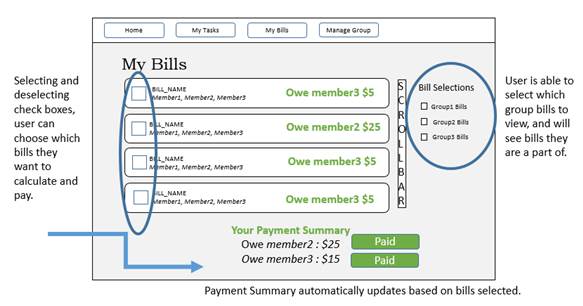 Home
My Tasks
My Bills
Manage Group
My Bills
Selecting and
deselecting
check boxes,
user can
choose which
bills they
want to
calculate and
pay.
BILL_NAME
Member1, Member2, Member3
Owe member3 $5
BILL_NAME
Member1, Member2, Member3
Owe member2 $25
BILL_NAME
Member1, Member2, Member3
Owe member3 $5
BILL_NAME
Member1, Member2, Member3
Owe member3 $5
SCROLLBAR
Bill Selections
Group1 Bills
Group2 Bills
Group3 Bills
User is able to
select which
group bills to
view, and will
see bills they
are a part of.
Your Payment Summary
Owe member2 : $25 Paid
Owe member3 : $15 Paid
Payment Summary automatically updates based on bills selected.